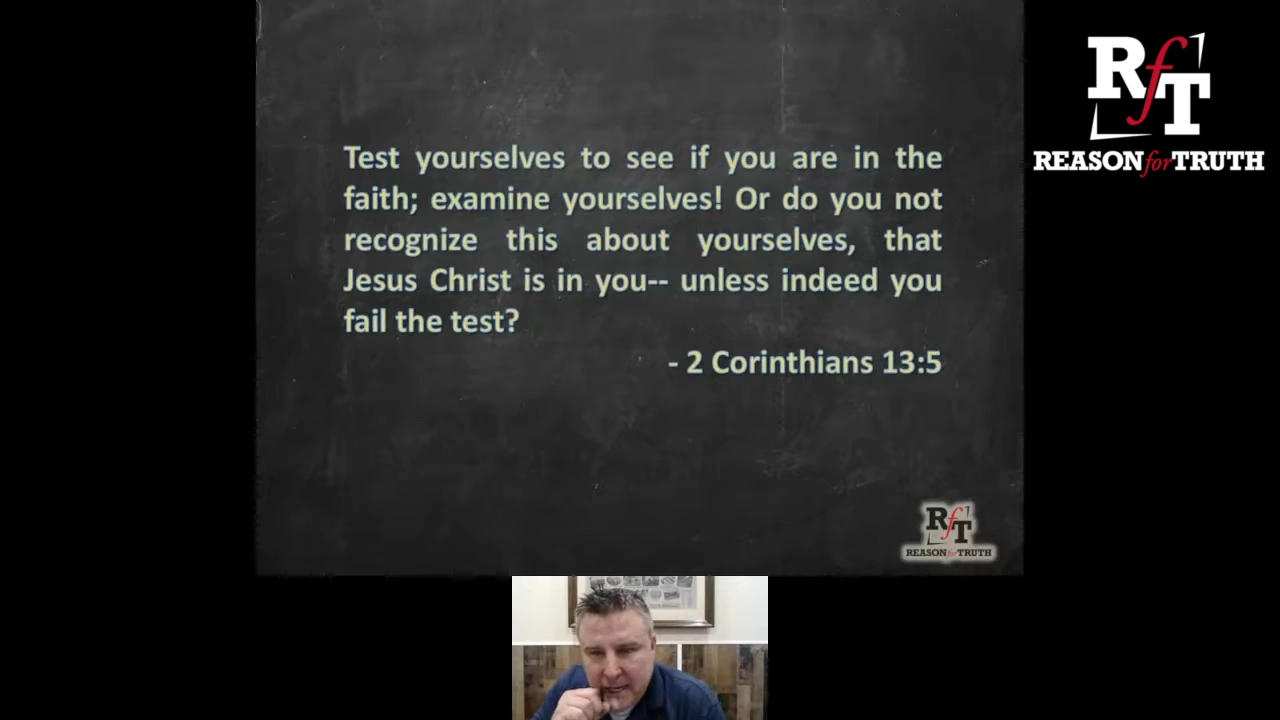 RfT
REASON for TRUTH
Test yourselves to see if you are in the
faith; examine yourselves! Or do you not
recognize this about yourselves, that
Jesus Christ is in you-- unless indeed you
fail the test?
- 2 Corinthians 13:5
RfT
REASON for TRUTH